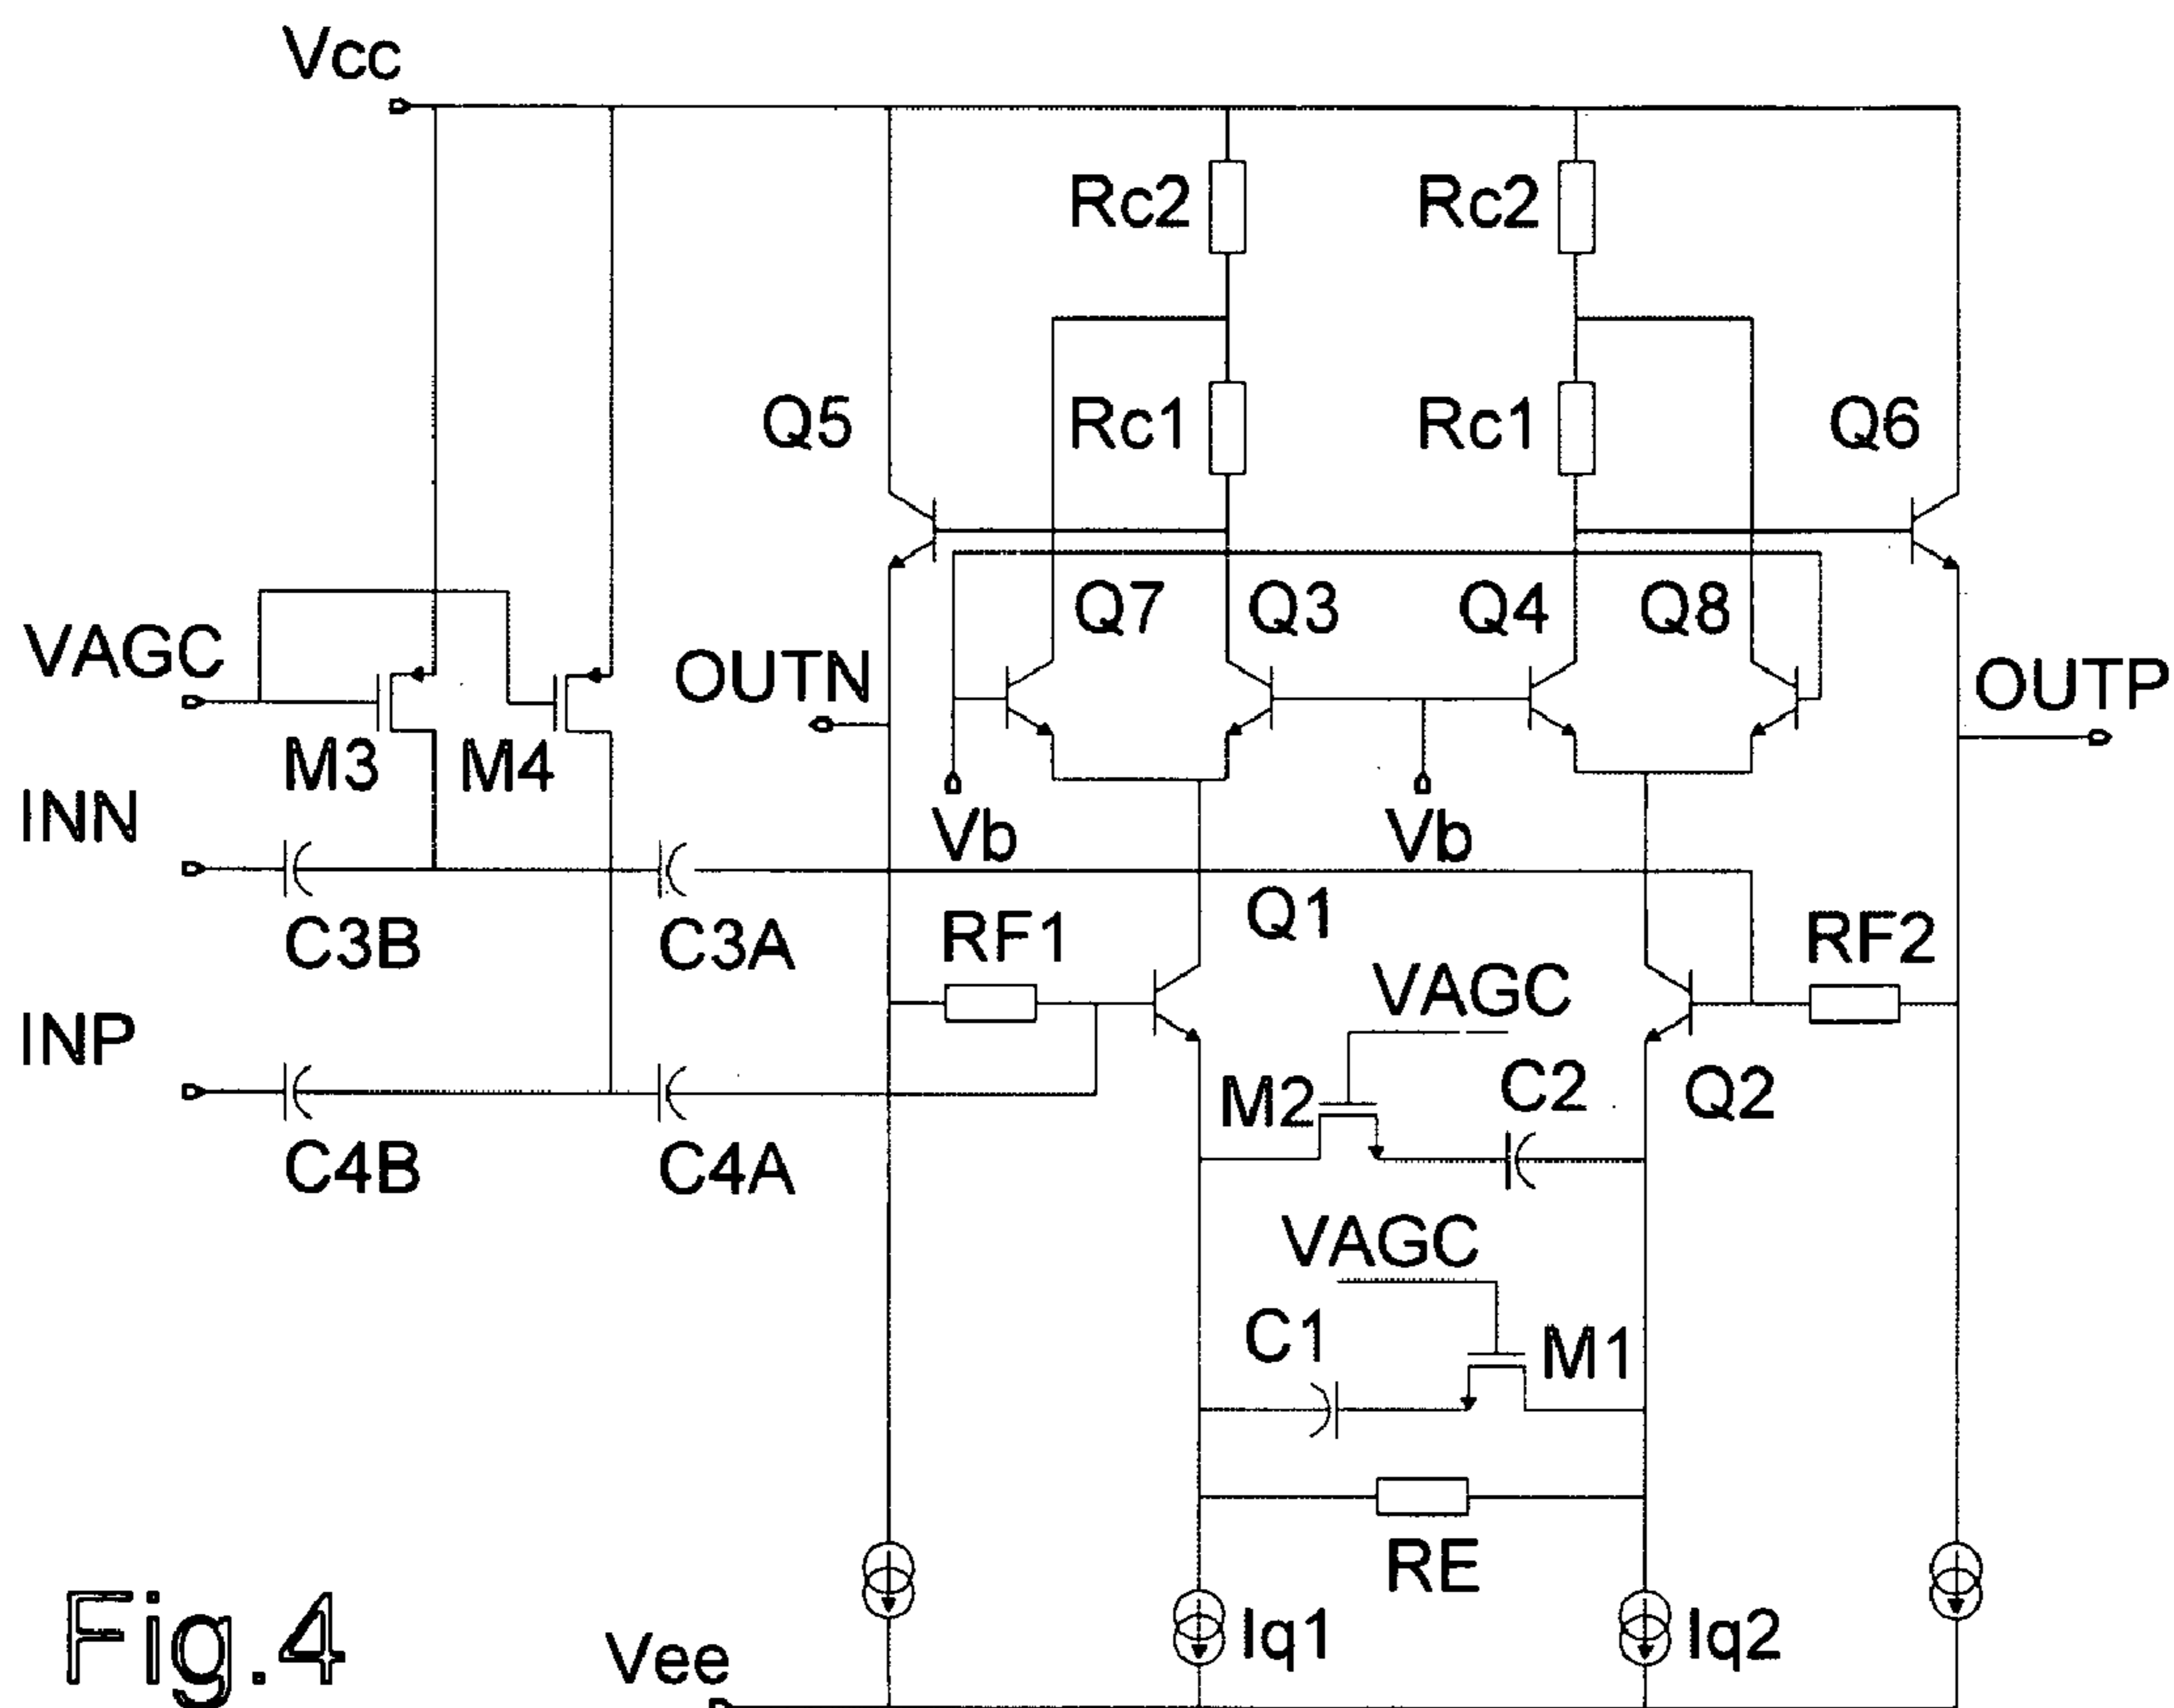 Vcc
Rc2
Rc2
Q5
Rc1
Rc1
Q6
Q7
Q3
Q4
Q8
VAGC
OUTN
OUTP
M3
M4
INN
Vb
Vb
C3B
C3A
RF1
Q1
RF2
VAGC
INP
M2
C2
Q2
C4B
C4A
VAGC
C1
M1
RE
Iq1
Iq2
Vee
Fig.4